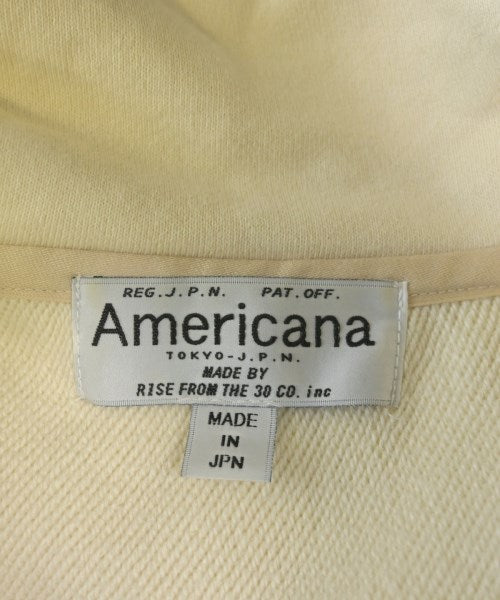 REG.J.P.N. PAT.OFF.
Americana
TOKYO-J.P.N.
MADE BY
RISE FROM THE 30 CO. inc
MADE
IN
JPN